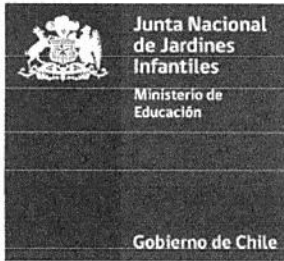 Junta Nacional
de Jardines
Infantiles
Ministerio de
Educación
Gobierno de Chile